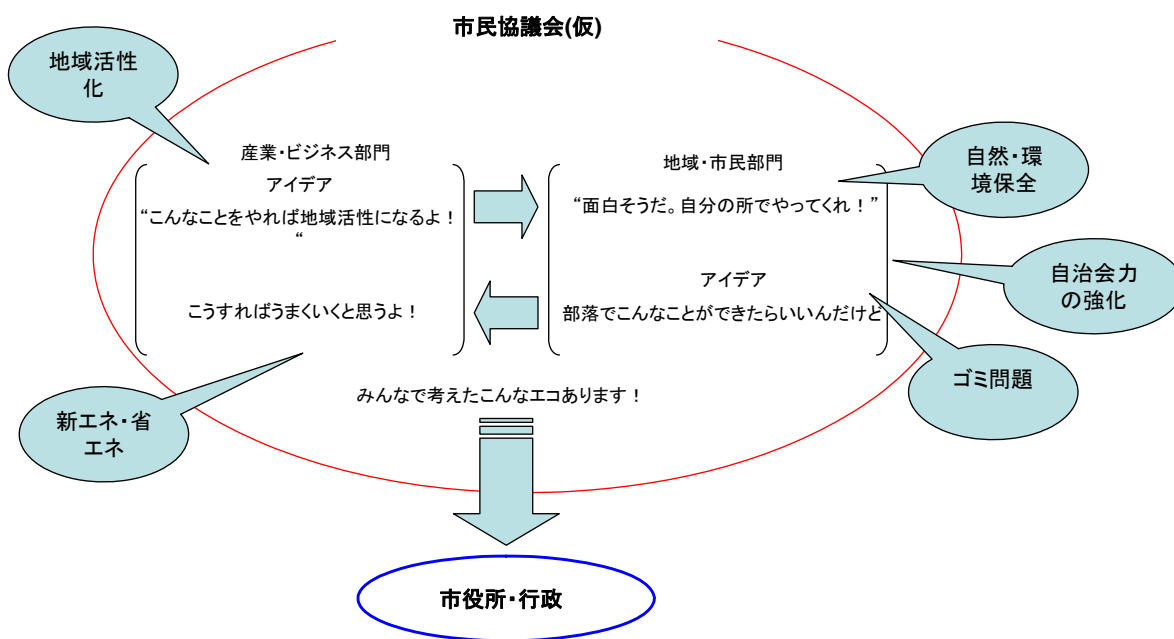 市民協議会(仮)
地域活性
化
産業・ビジネス部門
アイデア
“こんなことをやれば地域活性になるよ！
“
こうすればうまくいくと思うよ！
地域・市民部門
“面白そうだ。自分の所でやってくれ！”
アイデア
部落でこんなことができたらいいんだけど
自然・環
境保全
自治会力
の強化
ゴミ問題
新エネ・省
エネ
みんなで考えたこんなエコあります！
市役所・行政